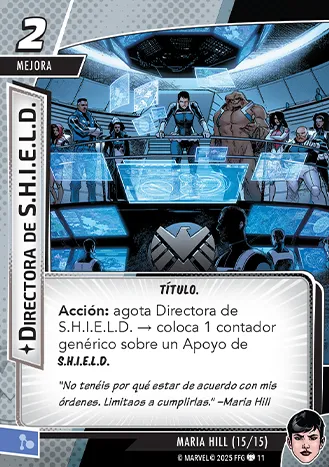 2
MEJORA
DIRECTORA DE S.H.I.E.L.D.
TÍTULO.
Acción: agota Directora de
S.H.I.E.L.D. → coloca 1 contador
genérico sobre un Apoyo de
S.H.I.E.L.D.
"No tenéis por qué estar de acuerdo con mis
órdenes. Limitaos a cumplirlas." –Maria Hill
MARIA HILL (15/15)
© MARVEL © 2025 FFG 11